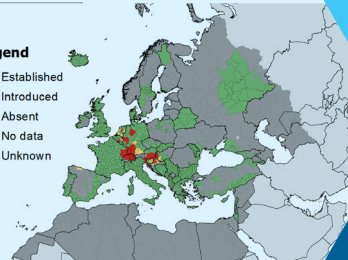 gend
Established
Introduced
Absent
No data
Unknown